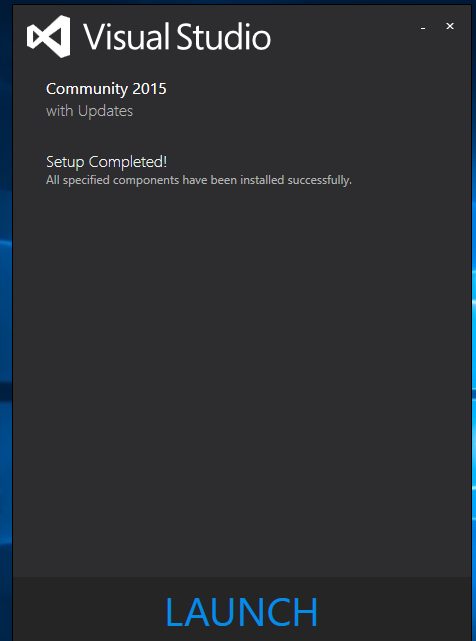 Visual Studio
Community 2015
with Updates
Setup Completed!
All specified components have been installed successfully.
LAUNCH